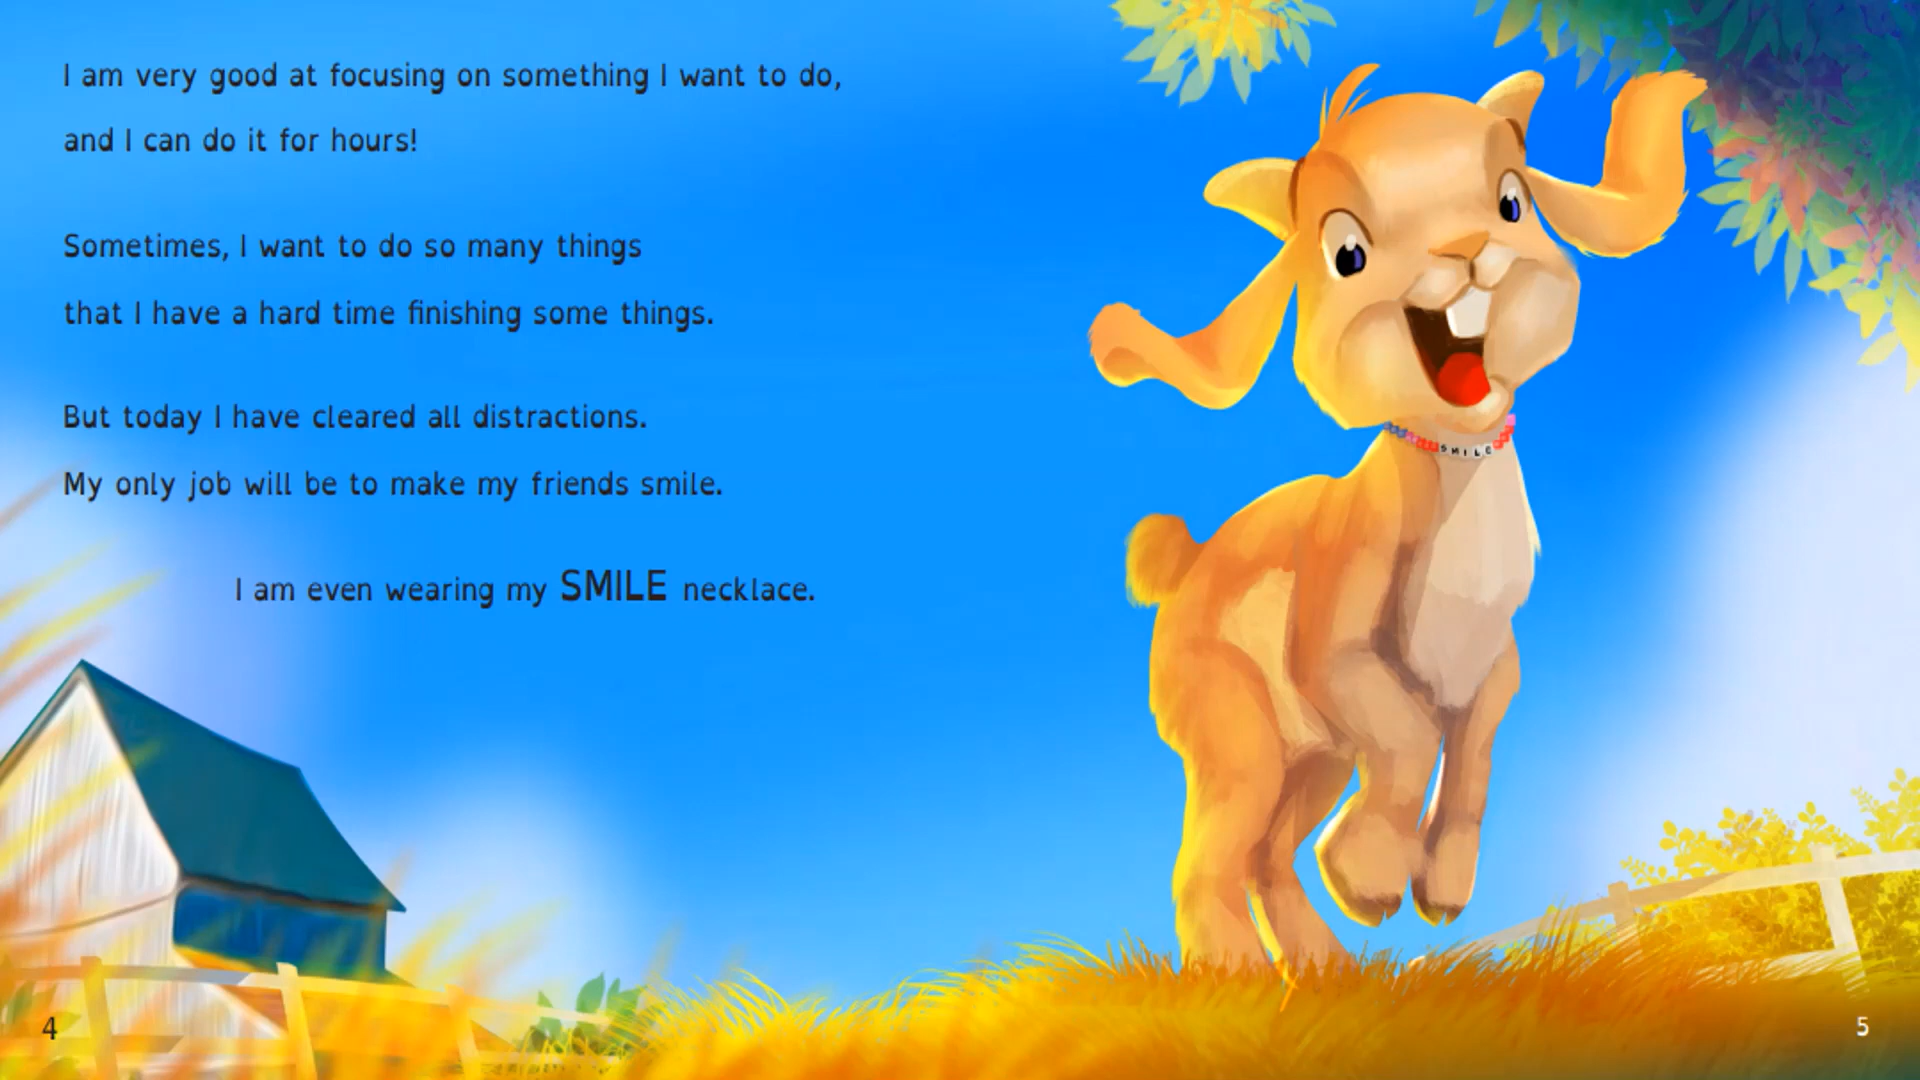 I am very good at focusing on something I want to do,
and I can do it for hours!
Sometimes, I want to do so many things
that I have a hard time finishing some things.
But today I have cleared all distractions.
My only job will be to make my friends smile.
I am even wearing my SMILE necklace.
SMILE
4
5